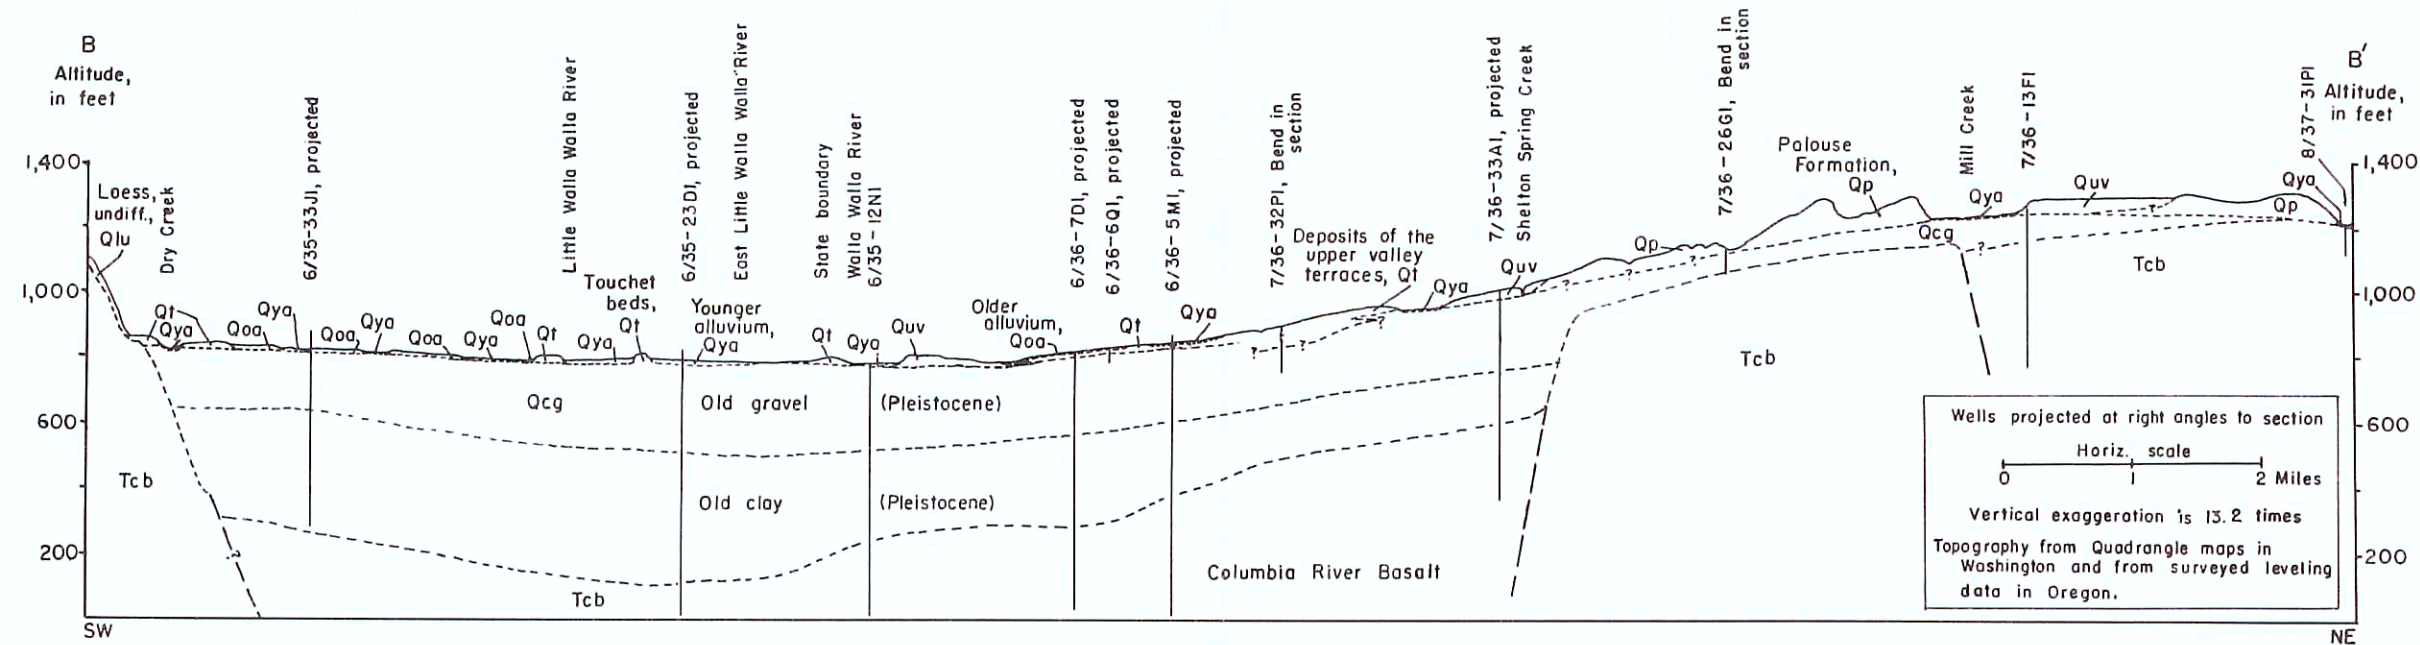 B
Altitude,
in feet
1,400
1,000
600
200
SW
Loess,
undiff.,
Qlu
Dry Creek
6/35-33J1, projected
Little Walla Walla River
6/35-23D1, projected
East Little Walla Walla River
State boundary
Walla Walla River
6/35-12N1
6/36-7D1, projected
6/36-6Q1, projected
6/36-5M1, projected
7/36-32P1, Bend in
section
7/36-33A1, projected
Shelton Spring Creek
7/36-26G1, Bend in
section
Mill Creek
7/36-13F1
8/37-31P1
B'
Altitude,
in feet
1,400
1,000
600
200
NE
Qt
Qya
Qoa
Qya
Qoa
Qya
Qoa
Qya
Qoa
Qt
Qya
Touchet
beds,
Qt
Younger
alluvium,
Qya
Qt
Qya
Quv
Older
alluvium,
Qoa
Qt
Qya
Deposits of the
upper valley
terraces, Qt
Qya
Quv
Qp
Palouse
Formation,
Qp
Qya
Quv
Qya
Qp
Qcg
? ? ? ? ? ? ? ?
Qcg
Old gravel
(Pleistocene)
Tcb
Old clay
(Pleistocene)
?
Tcb
Columbia River Basalt
Tcb
Tcb
Wells projected at right angles to section
Horiz. scale
0 1 2 Miles
Vertical exaggeration is 13.2 times
Topography from Quadrangle maps in
Washington and from surveyed leveling
data in Oregon.